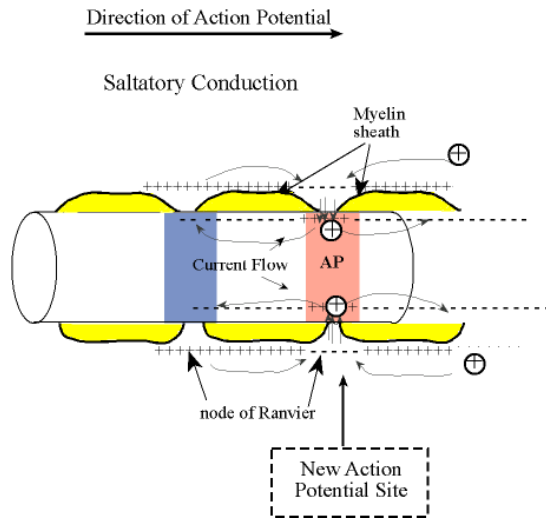 Direction of Action Potential
Saltatory Conduction
Myelin
sheath
Current Flow
AP
node of Ranvier
New Action
Potential Site